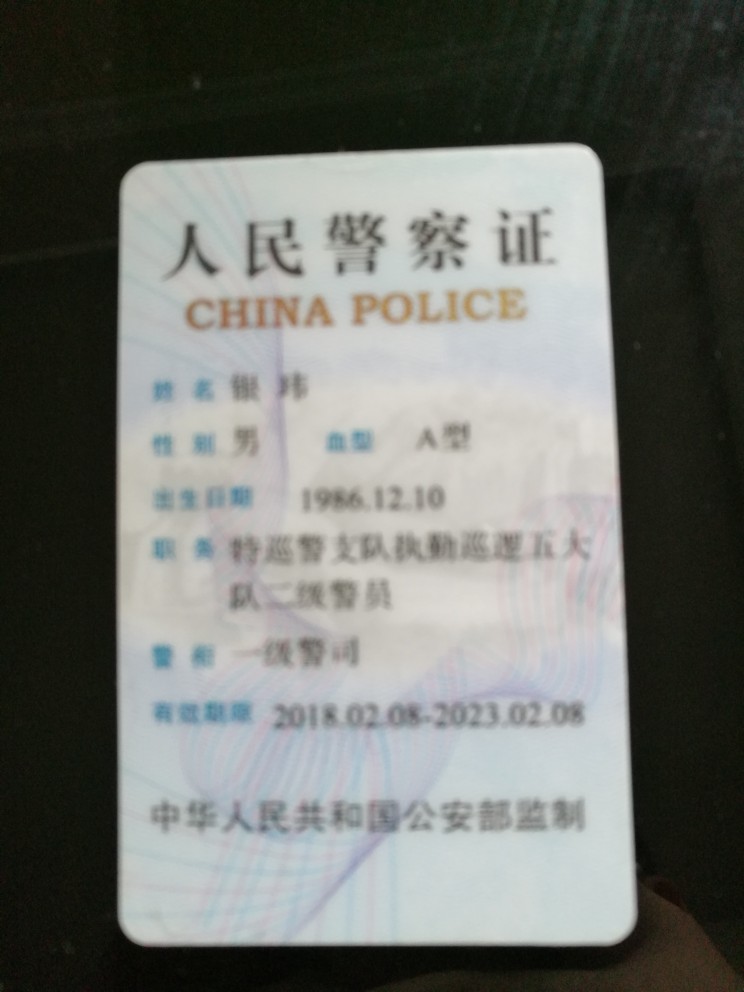 人民警察证
CHINA POLICE
姓 名 银 玮
性 别 男 血型 A型
出生日期 1986.12.10
职 务 特巡警支队执勤巡逻五大
队二级警员
警 衔 一级警司
有效期限 2018.02.08-2023.02.08
中华人民共和国公安部监制